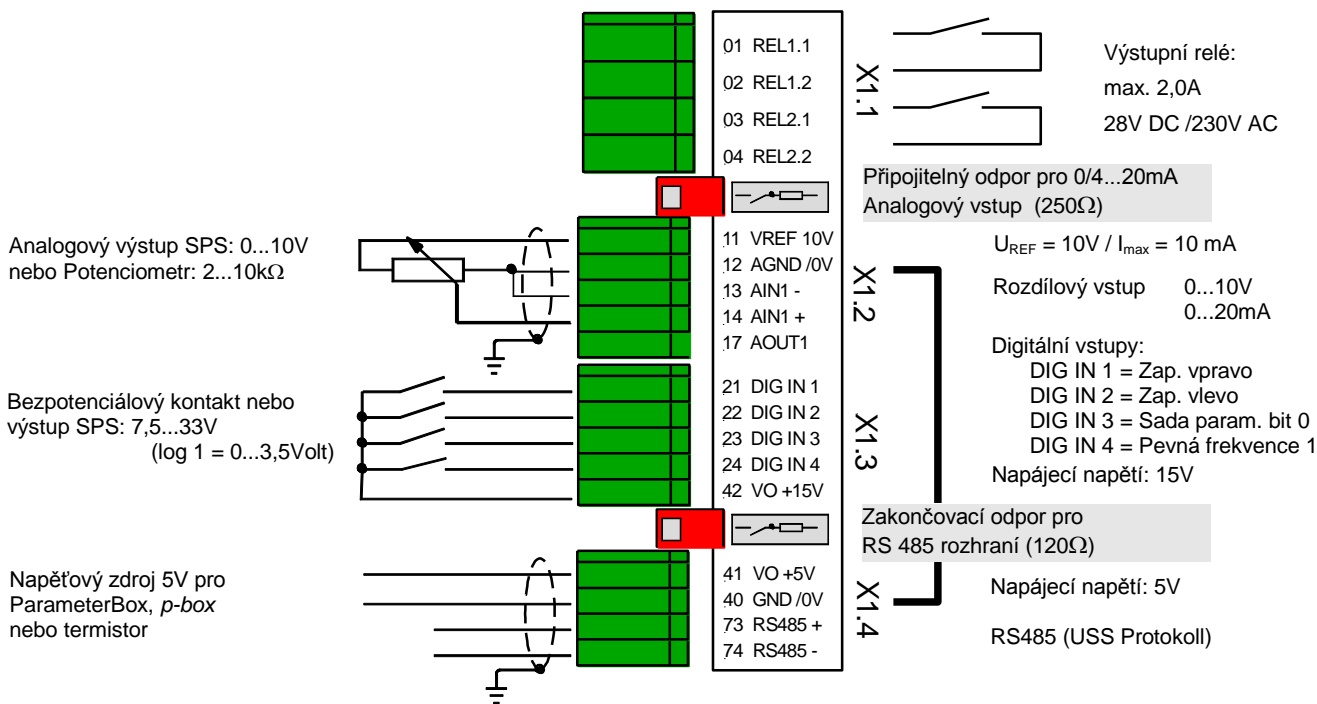 01 REL1.1
02 REL1.2
03 REL2.1
04 REL2.2
X1.1
Výstupní relé:
max. 2,0A
28V DC /230V AC
Připojitelný odpor pro 0/4...20mA
Analogový vstup (250Ω)
Analogový výstup SPS: 0...10V
nebo Potenciometr: 2...10kΩ
11 VREF 10V
12 AGND /0V
13 AIN1 -
14 AIN1 +
17 AOUT1
X1.2
UREF = 10V / Imax = 10 mA
Rozdílový vstup 0...10V
0...20mA
Bezpotenciálový kontakt nebo
výstup SPS: 7,5...33V
(log 1 = 0...3,5Volt)
21 DIG IN 1
22 DIG IN 2
23 DIG IN 3
24 DIG IN 4
42 VO +15V
X1.3
Digitální vstupy:
DIG IN 1 = Zap. vpravo
DIG IN 2 = Zap. vlevo
DIG IN 3 = Sada param. bit 0
DIG IN 4 = Pevná frekvence 1
Napájecí napětí: 15V
Zakončovací odpor pro
RS 485 rozhraní (120Ω)
Napěťový zdroj 5V pro
ParameterBox, p-box
nebo termistor
41 VO +5V
40 GND /0V
73 RS485 +
74 RS485 -
X1.4
Napájecí napětí: 5V
RS485 (USS Protokoll)